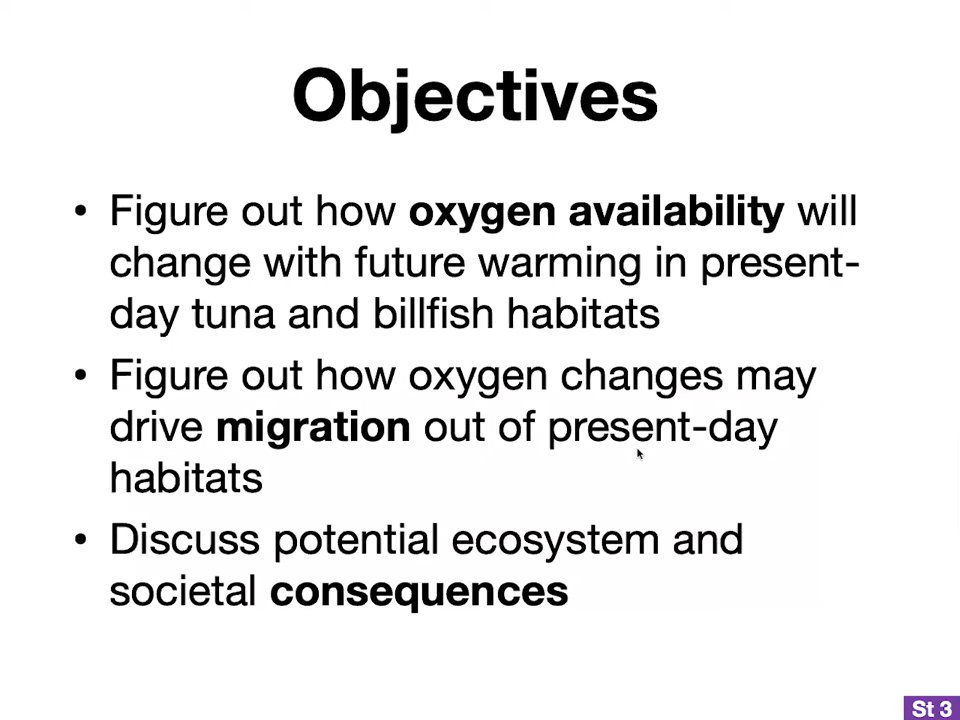 Objectives
• Figure out how oxygen availability will
change with future warming in present-
day tuna and billfish habitats
• Figure out how oxygen changes may
drive migration out of present-day
habitats
• Discuss potential ecosystem and
societal consequences
St 3